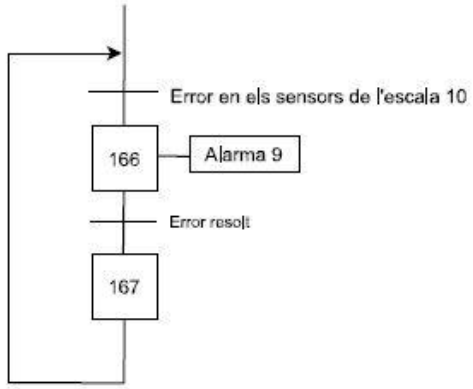 Error en els sensors de l'escala 10
166
Alarma 9
Error resolt
167